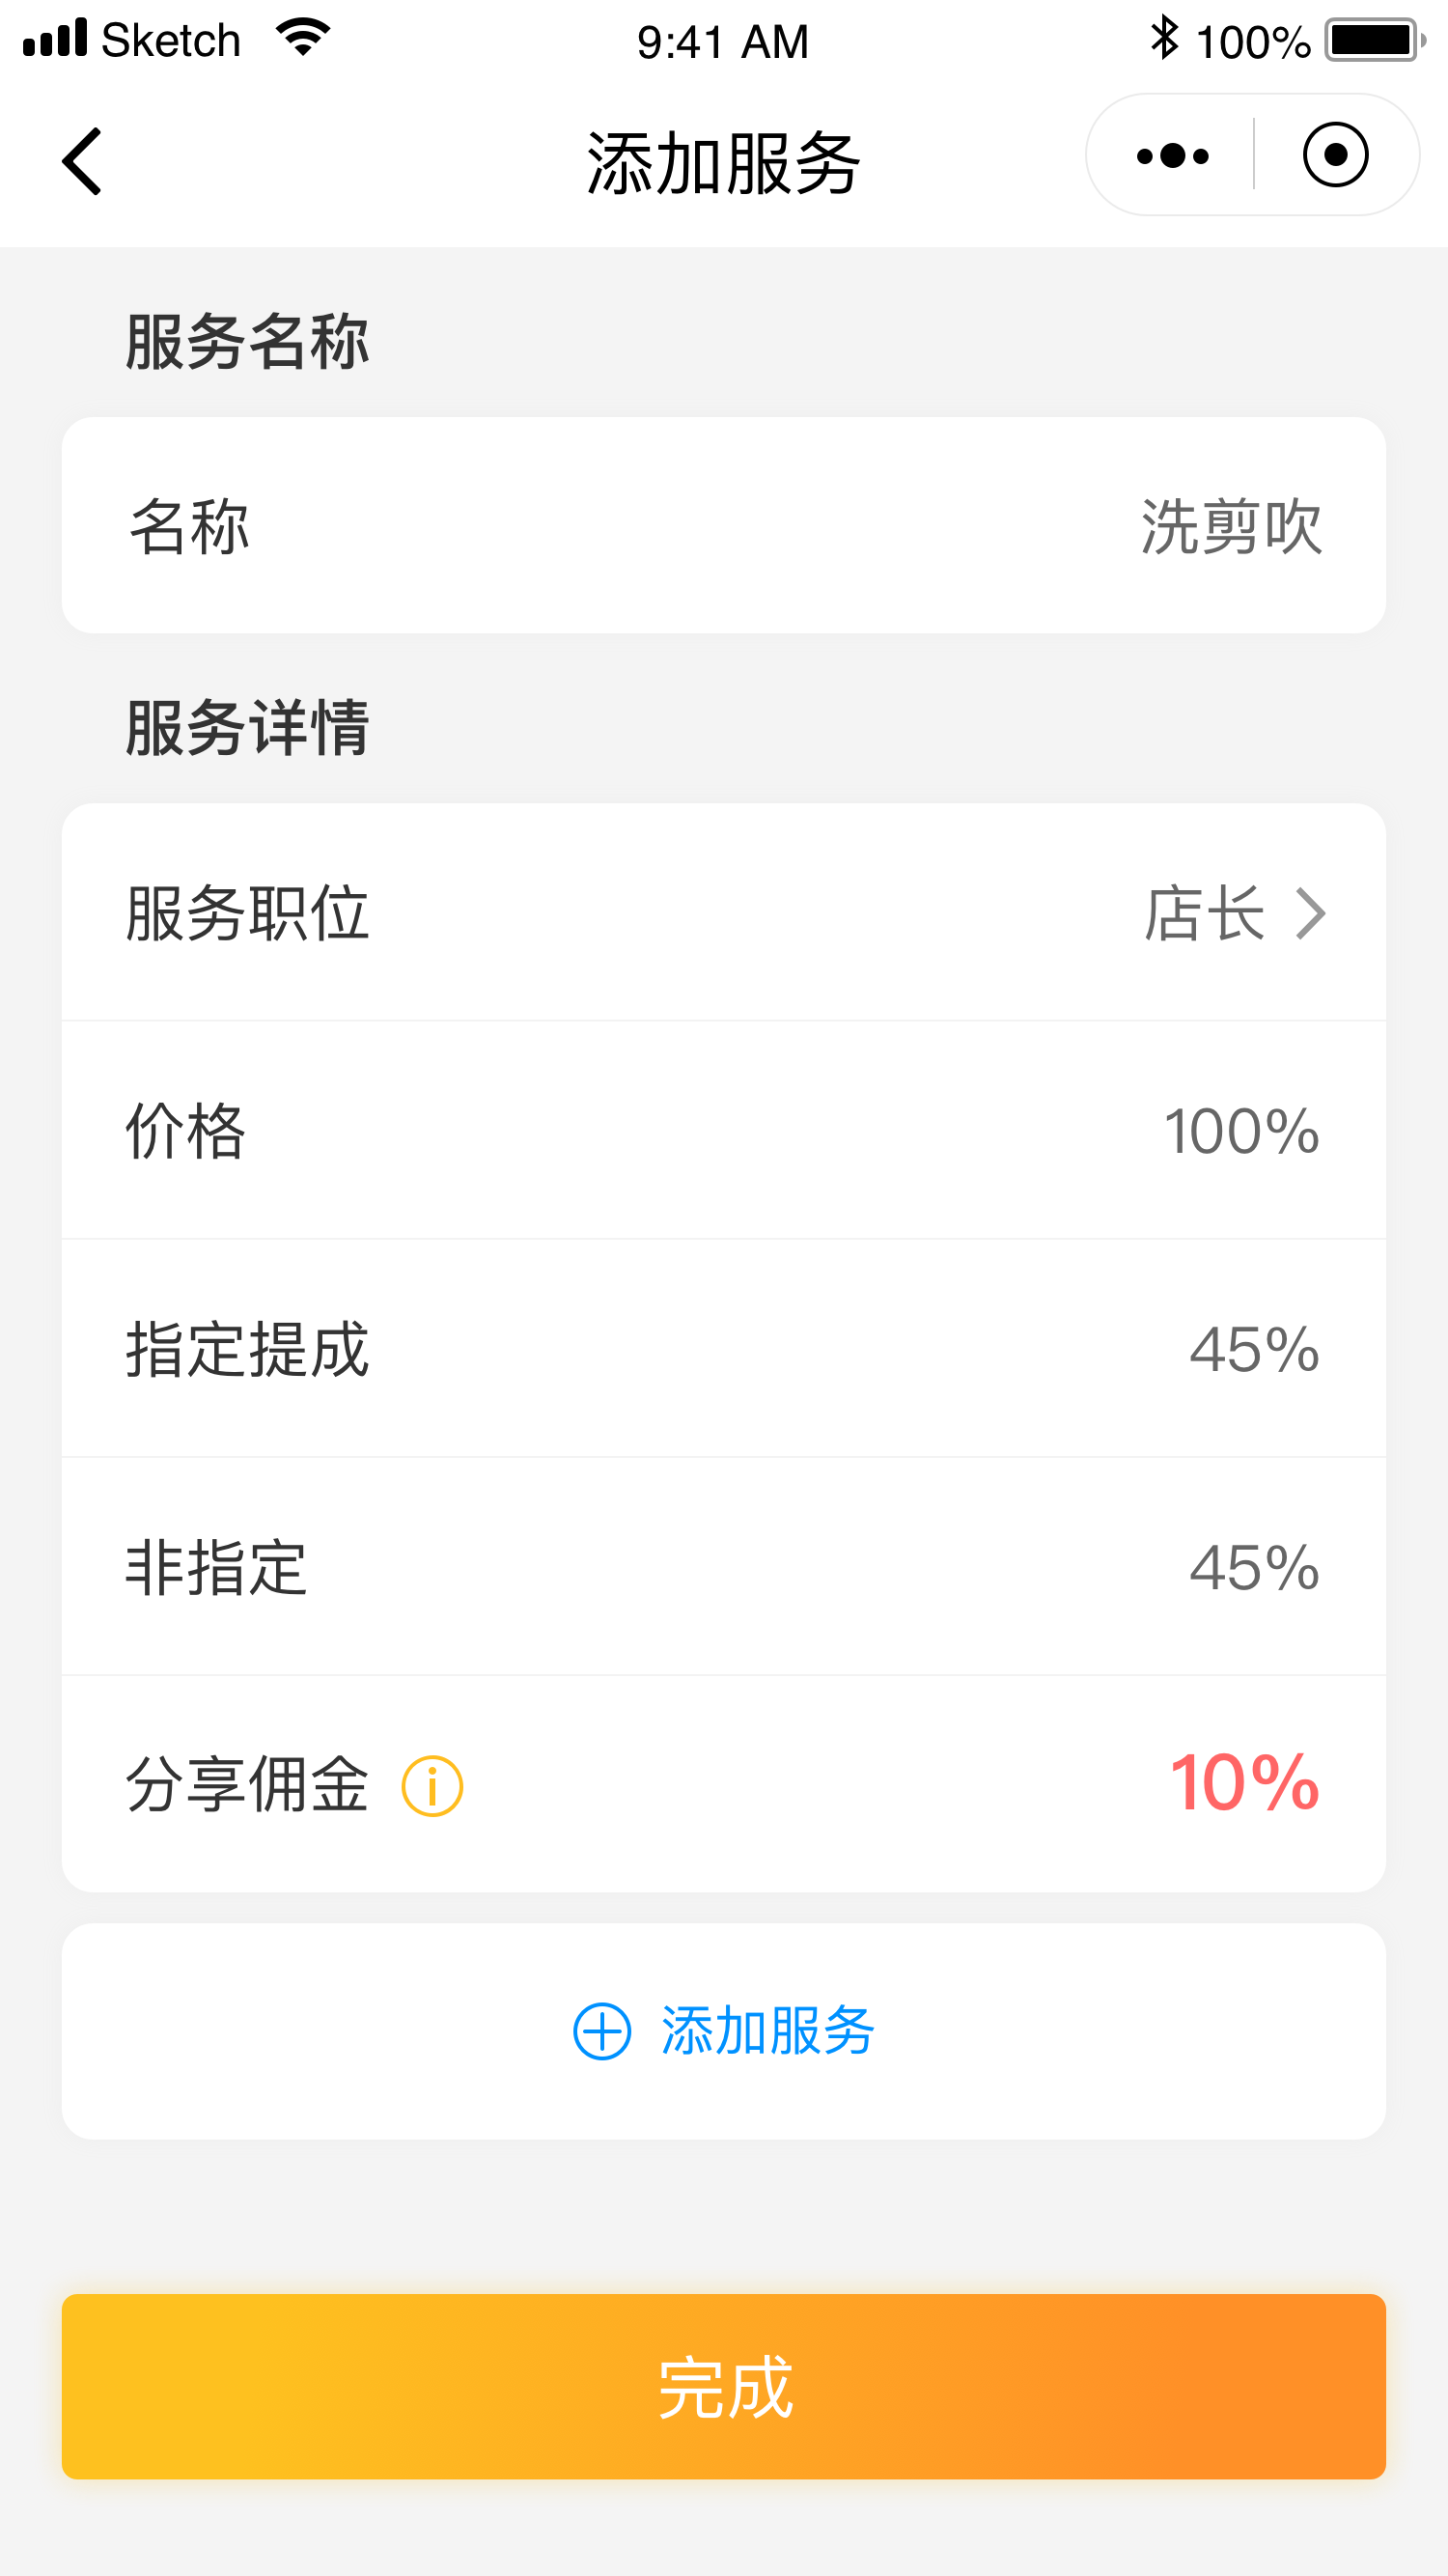 Sketch 9:41 AM 100%
添加服务
服务名称
名称 洗剪吹
服务详情
服务职位 店长
价格 100%
指定提成 45%
非指定 45%
分享佣金 10%
添加服务
完成